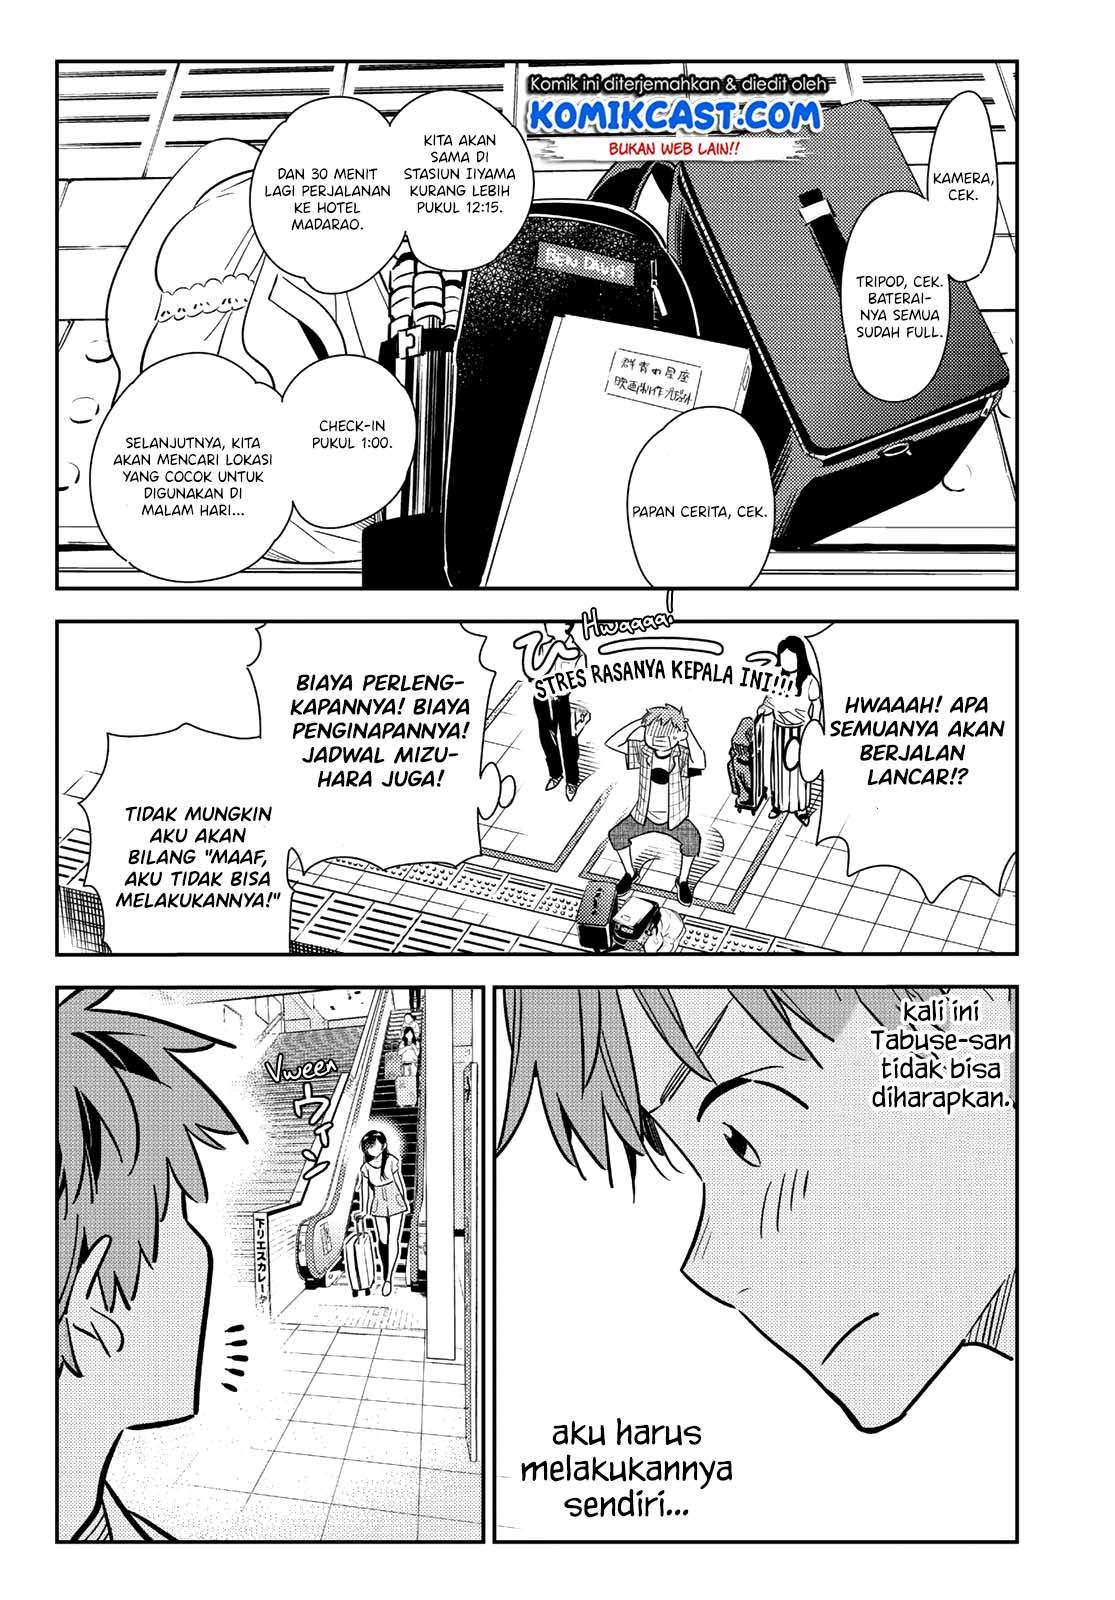 Komik ini diterjemahkan & diedit oleh
KOMIKCAST.COM
BUKAN WEB LAIN!!
KAMERA,
CEK.
TRIPOD, CEK.
BATERAI-
NYA SEMUA
SUDAH FULL.
PAPAN CERITA, CEK.
BEN DAVIS
群青の星座
映画制作
KITA AKAN
SAMA DI
STASIUN IIYAMA
KURANG LEBIH
PUKUL 12:15.
DAN 30 MENIT
LAGI PERJALANAN
KE HOTEL
MADARAO.
CHECK-IN
PUKUL 1:00.
SELANJUTNYA, KITA
AKAN MENCARI LOKASI
YANG COCOK UNTUK
DIGUNAKAN DI
MALAM HARI...
HWAAAH! APA
SEMUANYA AKAN
BERJALAN
LANCAR!?
Hwaaaa!
STRES RASANYA KEPALA INI!!!
BIAYA PERLENG-
KAPANNYA! BIAYA
PENGINAPANNYA!
JADWAL MIZU-
HARA JUGA!
TIDAK MUNGKIN
AKU AKAN
BILANG "MAAF,
AKU TIDAK BISA
MELAKUKANNYA!"
kali ini
Tabuse-san
tidak bisa
diharapkan.
aku harus
melakukannya
sendiri...
Vween
ウィン
下りエスカレータ